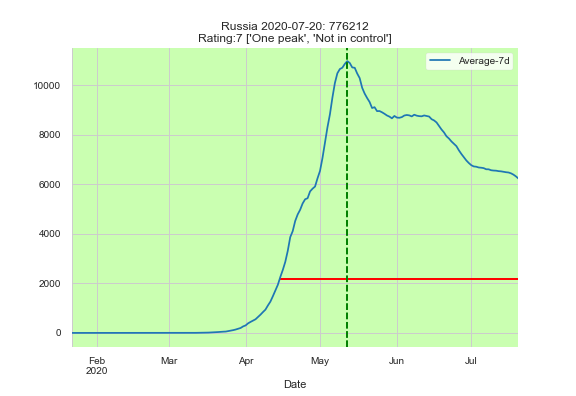 Russia 2020-07-20: 776212
Rating:7 ['One peak', 'Not in control']
Average-7d
10000
8000
6000
4000
2000
0
Feb Mar Apr May Jun Jul
2020
Date